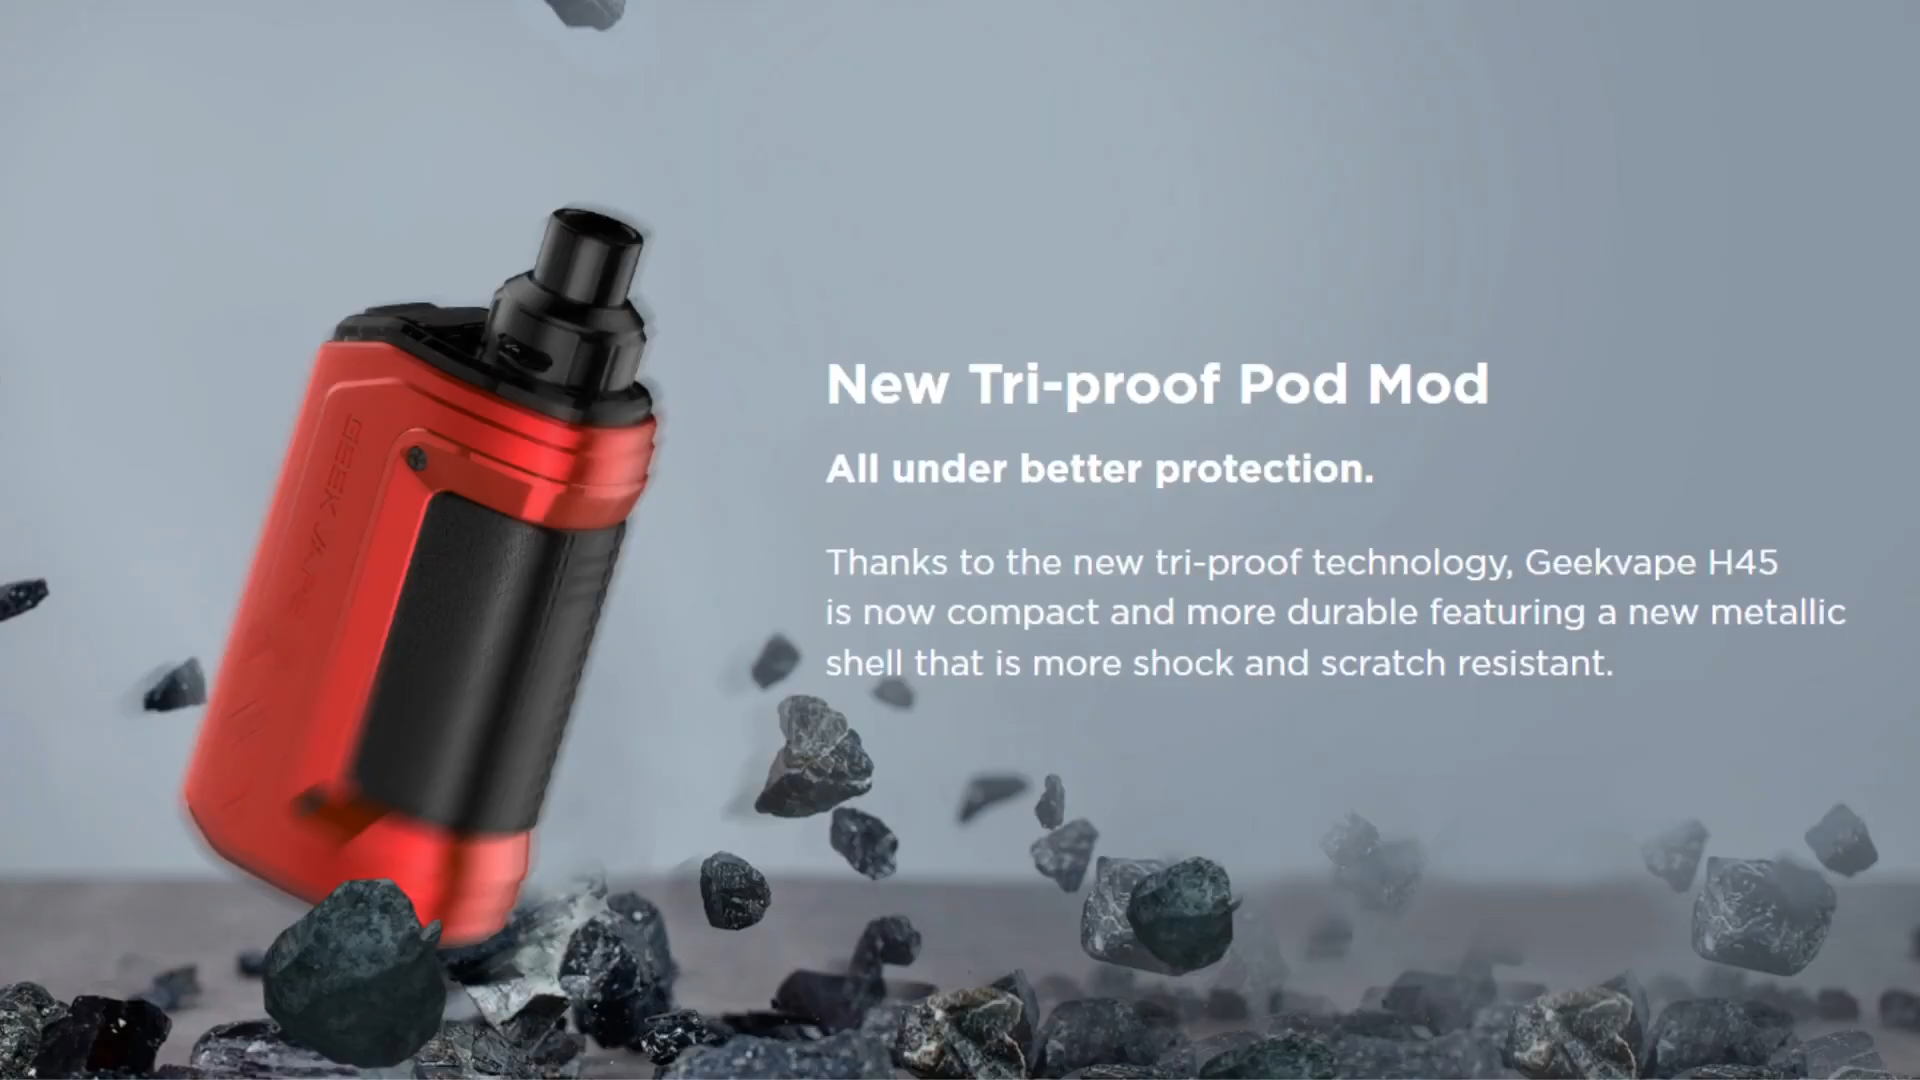 New Tri-proof Pod Mod
All under better protection.
Thanks to the new tri-proof technology, Geekvape H45
is now compact and more durable featuring a new metallic
shell that is more shock and scratch resistant.
GEEK VAPE